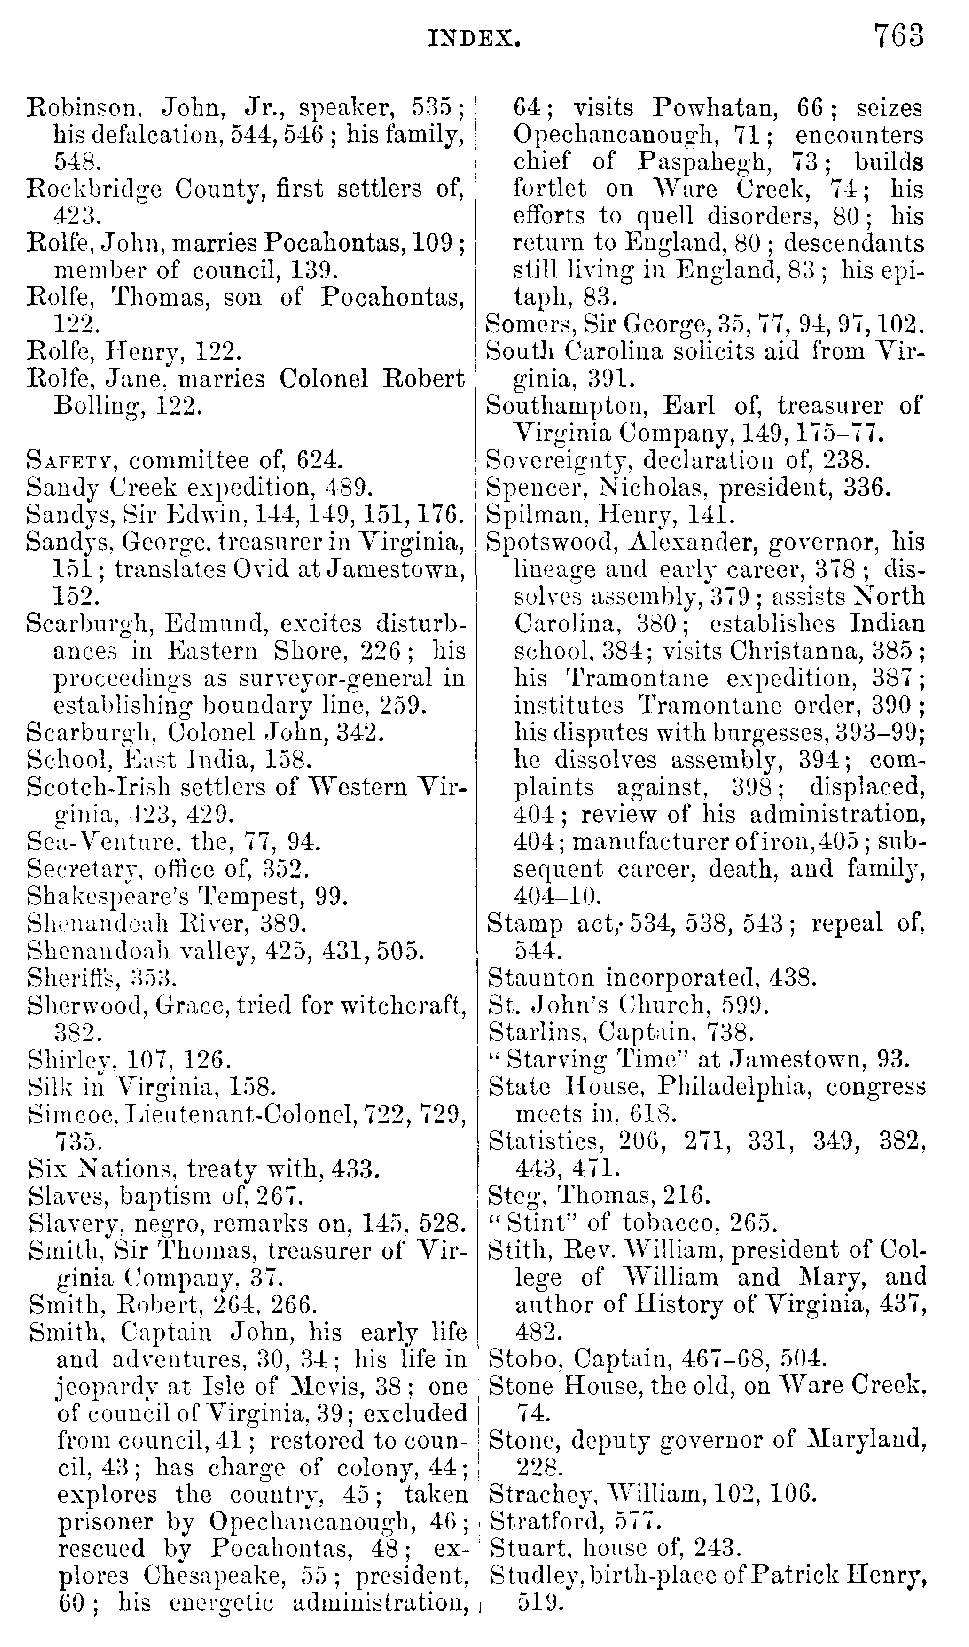 INDEX. 763
Robinson, John, Jr., speaker, 535;
his defalcation, 544, 546; his family,
548.
Rockbridge County, first settlers of,
423.
Rolfe, John, marries Pocahontas, 109;
member of council, 139.
Rolfe, Thomas, son of Pocahontas,
122.
Rolfe, Henry, 122.
Rolfe, Jane, marries Colonel Robert
Bolling, 122.
SAFETY, committee of, 624.
Sandy Creek expedition, 489.
Sandys, Sir Edwin, 144, 149, 151, 176.
Sandys, George, treasurer in Virginia,
151; translates Ovid at Jamestown,
152.
Scarburgh, Edmund, excites disturb-
ances in Eastern Shore, 226; his
proceedings as surveyor-general in
establishing boundary line, 259.
Scarburgh, Colonel John, 342.
School, East India, 158.
Scotch-Irish settlers of Western Vir-
ginia, 423, 429.
Sea-Venture, the, 77, 94.
Secretary, office of, 352.
Shakespeare's Tempest, 99.
Shenandoah River, 389.
Shenandoah valley, 425, 431, 505.
Sheriffs, 353.
Sherwood, Grace, tried for witchcraft,
382.
Shirley, 107, 126.
Silk in Virginia, 158.
Simcoe, Lieutenant-Colonel, 722, 729,
735.
Six Nations, treaty with, 433.
Slaves, baptism of, 267.
Slavery, negro, remarks on, 145, 528.
Smith, Sir Thomas, treasurer of Vir-
ginia Company, 37.
Smith, Robert, 264, 266.
Smith, Captain John, his early life
and adventures, 30, 34; his life in
jeopardy at Isle of Mevis, 38; one
of council of Virginia, 39; excluded
from council, 41; restored to coun-
cil, 43; has charge of colony, 44;
explores the country, 45; taken
prisoner by Opechancanough, 46;
rescued by Pocahontas, 48; ex-
plores Chesapeake, 55; president,
60; his energetic administration,
64; visits Powhatan, 66; seizes
Opechancanough, 71; encounters
chief of Paspahegh, 73; builds
fortlet on Ware Creek, 74; his
efforts to quell disorders, 80; his
return to England, 80; descendants
still living in England, 83; his epi-
taph, 83.
Somers, Sir George, 35, 77, 94, 97, 102.
South Carolina solicits aid from Vir-
ginia, 391.
Southampton, Earl of, treasurer of
Virginia Company, 149, 175-77.
Sovereignty, declaration of, 238.
Spencer, Nicholas, president, 336.
Spilman, Henry, 141.
Spotswood, Alexander, governor, his
lineage and early career, 378; dis-
solves assembly, 379; assists North
Carolina, 380; establishes Indian
school, 384; visits Christanna, 385;
his Tramontane expedition, 387;
institutes Tramontane order, 390;
his disputes with burgesses, 393-99;
he dissolves assembly, 394; com-
plaints against, 398; displaced,
404; review of his administration,
404; manufacturer of iron, 405; sub-
sequent career, death, and family,
404-10.
Stamp act, 534, 538, 543; repeal of,
544.
Staunton incorporated, 438.
St. John's Church, 599.
Starlins, Captain, 738.
"Starving Time" at Jamestown, 93.
State House, Philadelphia, congress
meets in, 618.
Statistics, 206, 271, 331, 349, 382,
443, 471.
Steg, Thomas, 216.
"Stint" of tobacco, 265.
Stith, Rev. William, president of Col-
lege of William and Mary, and
author of History of Virginia, 437,
482.
Stobo, Captain, 467-68, 504.
Stone House, the old, on Ware Creek,
74.
Stone, deputy governor of Maryland,
228.
Strachey, William, 102, 106.
Stratford, 577.
Stuart, house of, 243.
Studley, birth-place of Patrick Henry,
519.